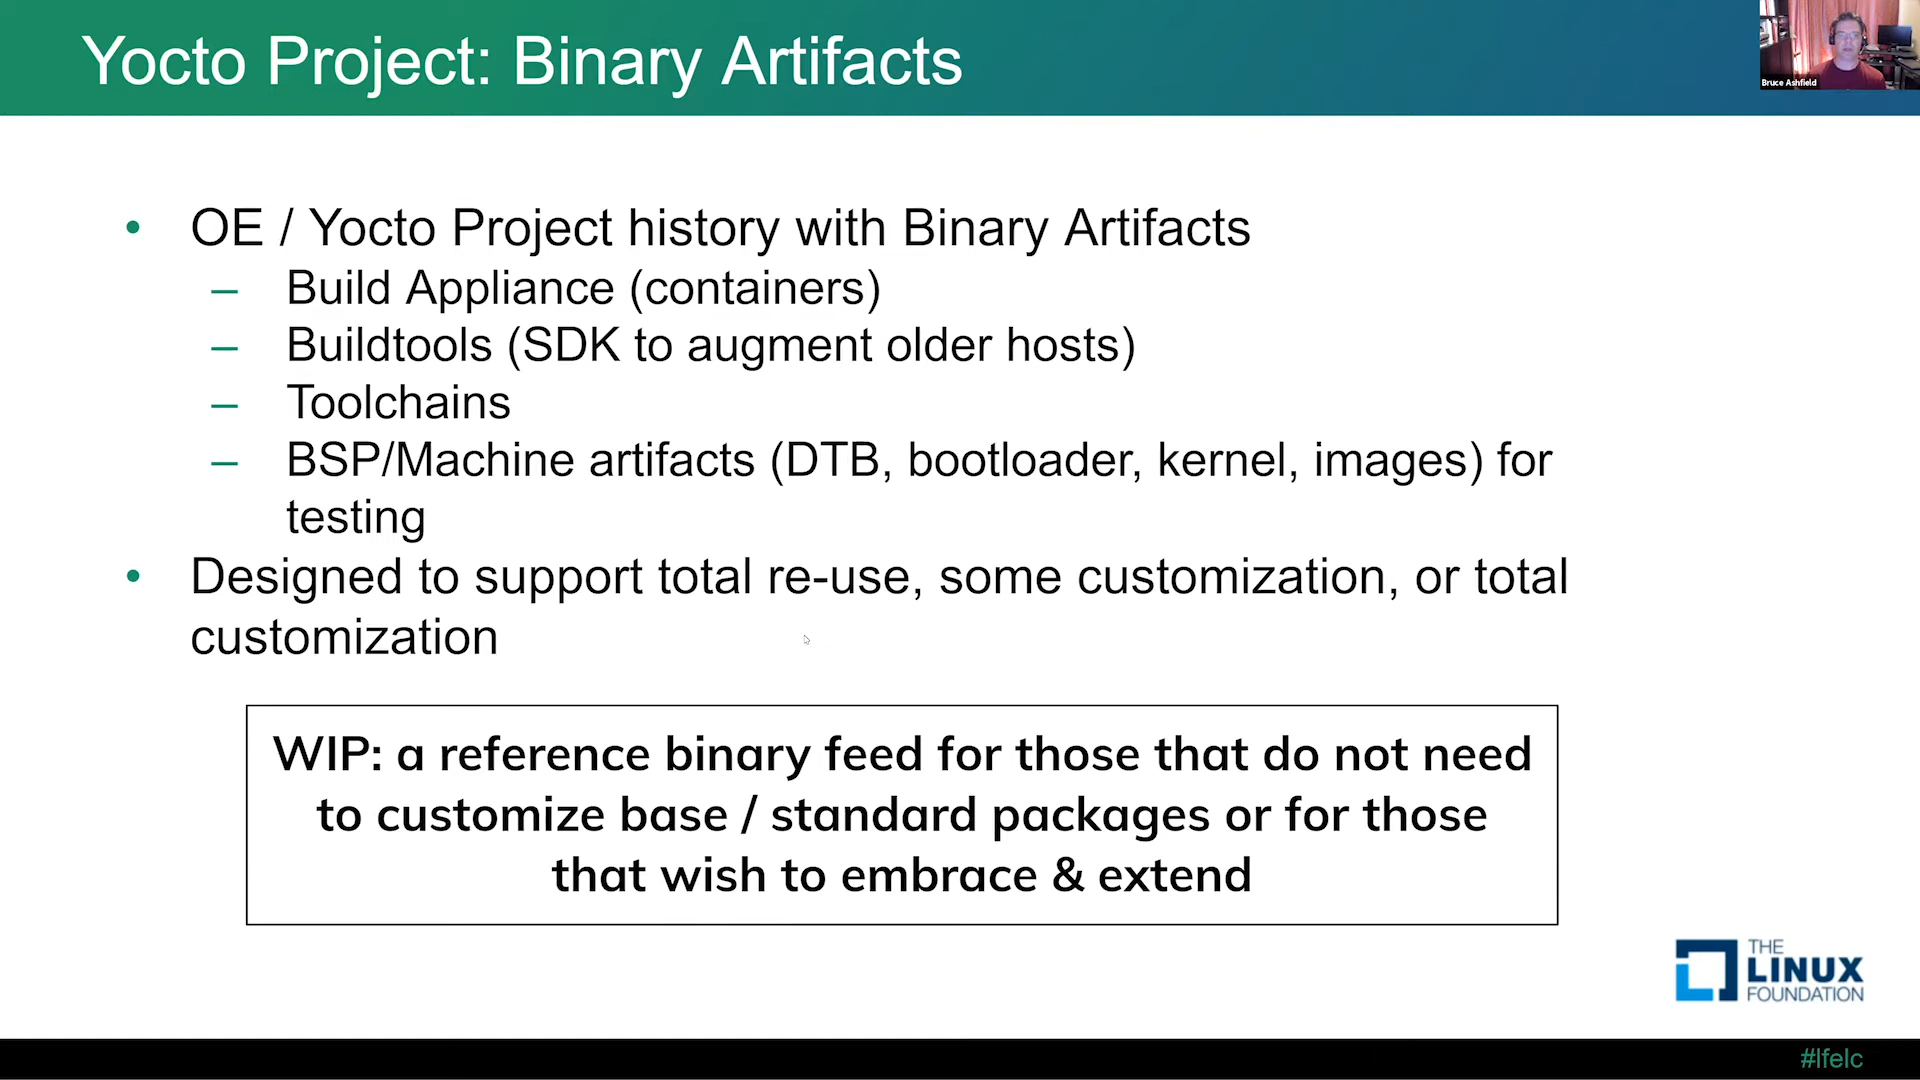 Yocto Project: Binary Artifacts
Bruce Ashfield
• OE / Yocto Project history with Binary Artifacts
– Build Appliance (containers)
– Buildtools (SDK to augment older hosts)
– Toolchains
– BSP/Machine artifacts (DTB, bootloader, kernel, images) for
testing
• Designed to support total re-use, some customization, or total
customization
WIP: a reference binary feed for those that do not need
to customize base / standard packages or for those
that wish to embrace & extend
THE
LINUX
FOUNDATION
#lfelc